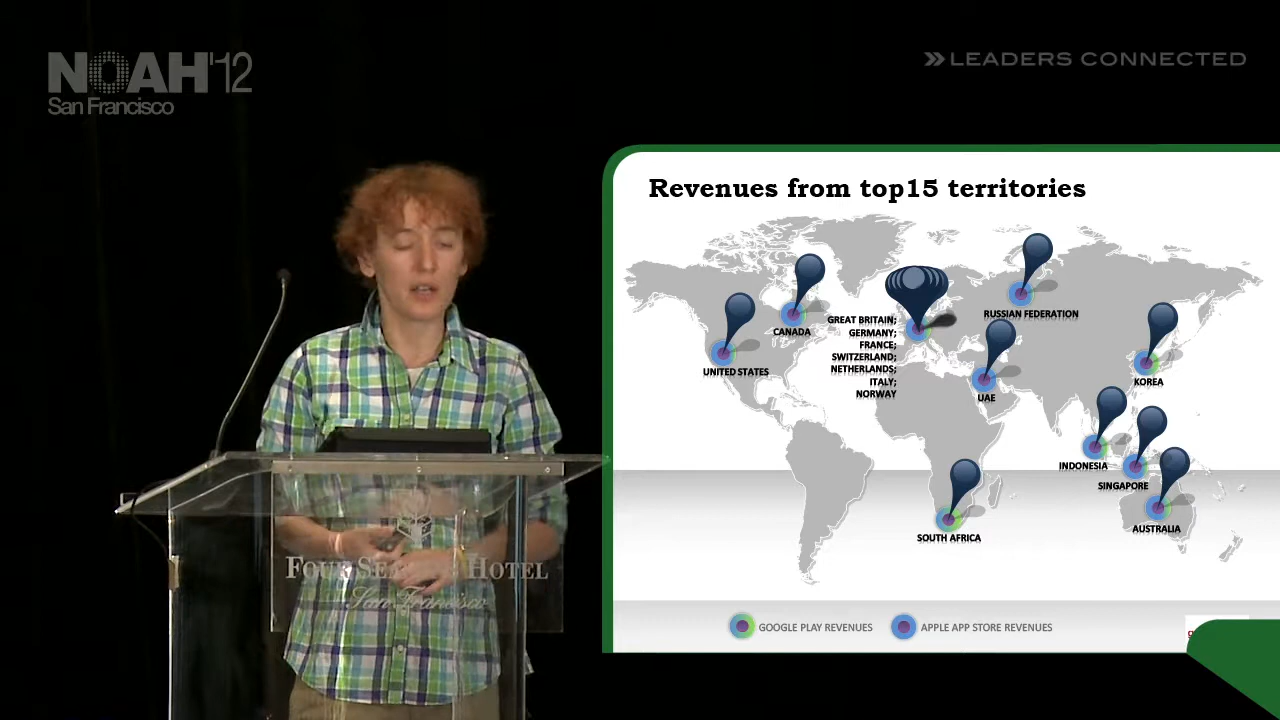 NOAH'12
San Francisco
LEADERS CONNECTED
Revenues from top15 territories
CANADA
UNITED STATES
GREAT BRITAIN;
GERMANY;
FRANCE;
SWITZERLAND;
NETHERLANDS;
ITALY;
NORWAY
RUSSIAN FEDERATION
UAE
KOREA
INDONESIA
SINGAPORE
AUSTRALIA
SOUTH AFRICA
GOOGLE PLAY REVENUES
APPLE APP STORE REVENUES
FOUR SEASONS HOTEL
San Francisco